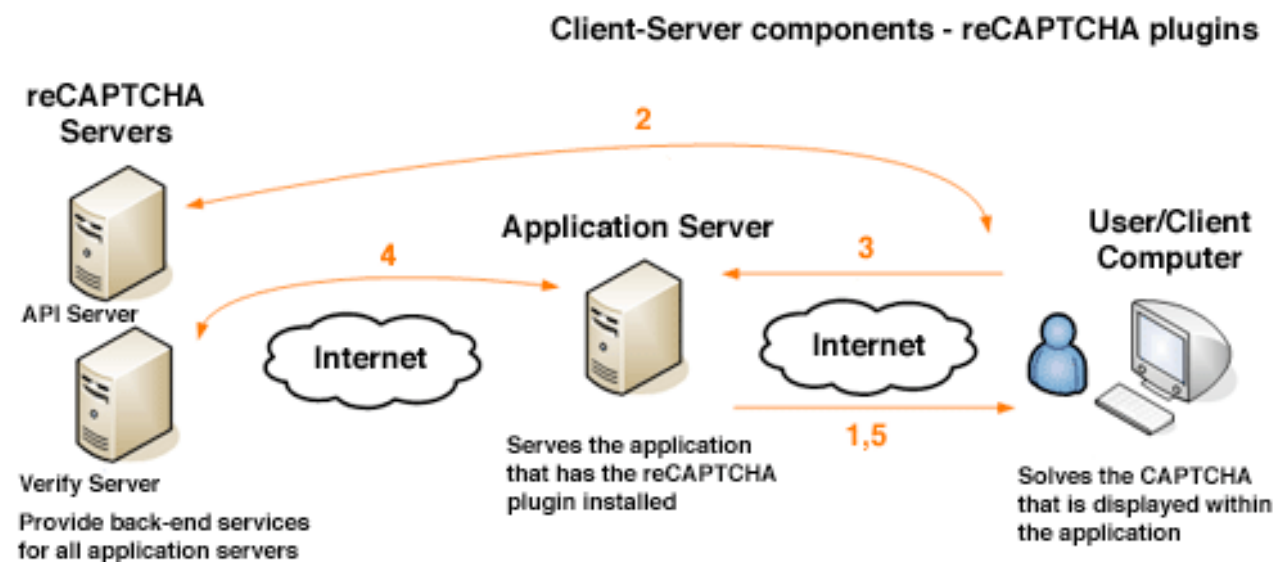 Client-Server components - reCAPTCHA plugins
reCAPTCHA
Servers
2
Application Server
User/Client
Computer
4
3
API Server
Internet
Internet
1,5
Verify Server
Provide back-end services
for all application servers
Serves the application
that has the reCAPTCHA
plugin installed
Solves the CAPTCHA
that is displayed within
the application